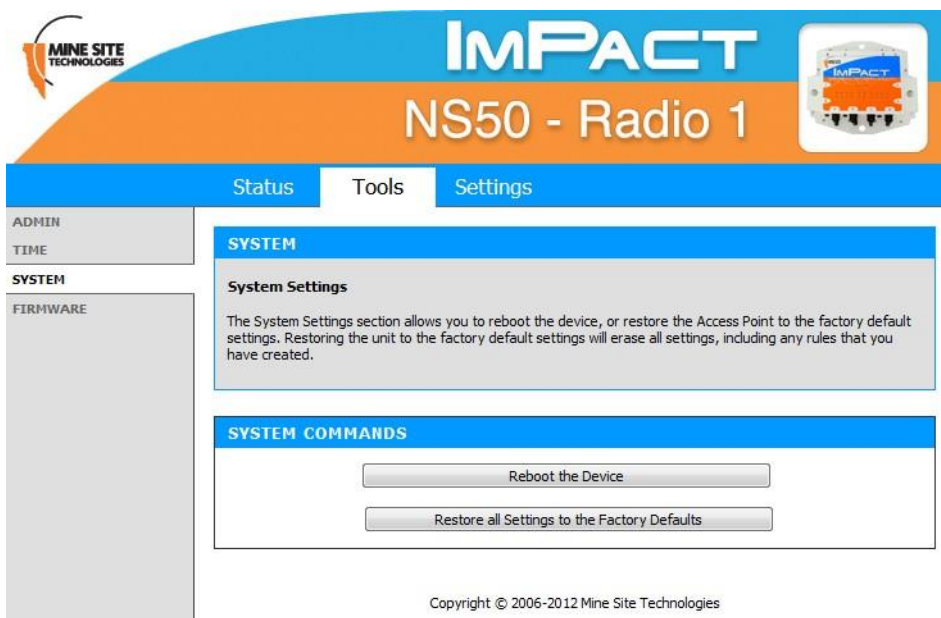 MINE SITE
TECHNOLOGIES
IMPACT
NS50 - Radio 1
IMPACT
Status Tools Settings
ADMIN
TIME
SYSTEM
FIRMWARE
SYSTEM
System Settings
The System Settings section allows you to reboot the device, or restore the Access Point to the factory default
settings. Restoring the unit to the factory default settings will erase all settings, including any rules that you
have created.
SYSTEM COMMANDS
Reboot the Device
Restore all Settings to the Factory Defaults
Copyright © 2006-2012 Mine Site Technologies